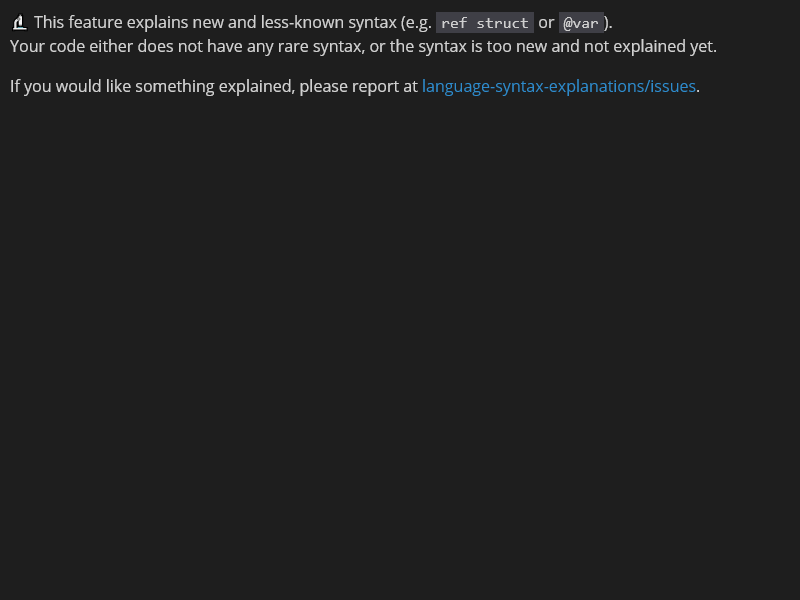 This feature explains new and less-known syntax (e.g. ref struct or @var).
Your code either does not have any rare syntax, or the syntax is too new and not explained yet.
If you would like something explained, please report at language-syntax-explanations/issues.